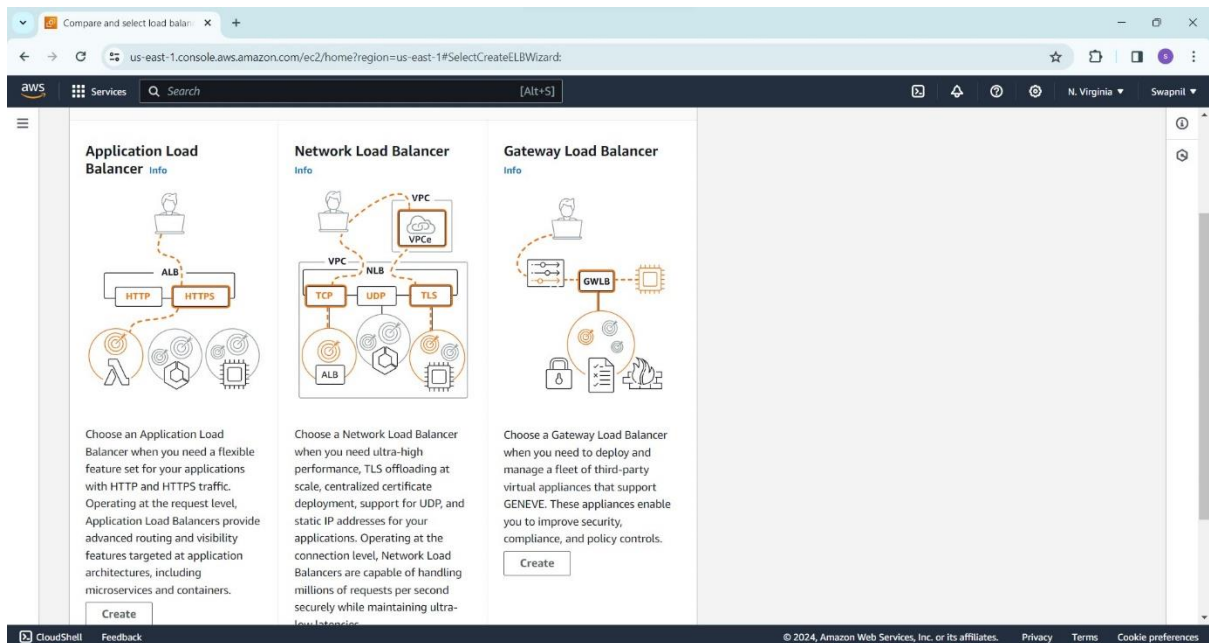 Compare and select load balan
us-east-1.console.aws.amazon.com/ec2/home?region=us-east-1#SelectCreateELBWizard:
S
aws
Services
Search
[Alt+S]
N. Virginia
Swapnil
Application Load
Balancer Info
ALB
HTTP
HTTPS
Choose an Application Load
Balancer when you need a flexible
feature set for your applications
with HTTP and HTTPS traffic.
Operating at the request level,
Application Load Balancers provide
advanced routing and visibility
features targeted at application
architectures, including
microservices and containers.
Create
Network Load Balancer
Info
VPC
VPCe
VPC
NLB
TCP
UDP
TLS
ALB
Choose a Network Load Balancer
when you need ultra-high
performance, TLS offloading at
scale, centralized certificate
deployment, support for UDP, and
static IP addresses for your
applications. Operating at the
connection level, Network Load
Balancers are capable of handling
millions of requests per second
securely while maintaining ultra-
low latencies.
Gateway Load Balancer
Info
GWLB
Choose a Gateway Load Balancer
when you need to deploy and
manage a fleet of third-party
virtual appliances that support
GENEVE. These appliances enable
you to improve security,
compliance, and policy controls.
Create
CloudShell
Feedback
© 2024, Amazon Web Services, Inc. or its affiliates.
Privacy
Terms
Cookie preferences